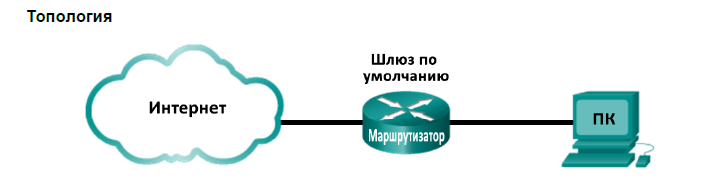 Топология
Шлюз по
умолчанию
Интернет
Маршрутизатор
ПК